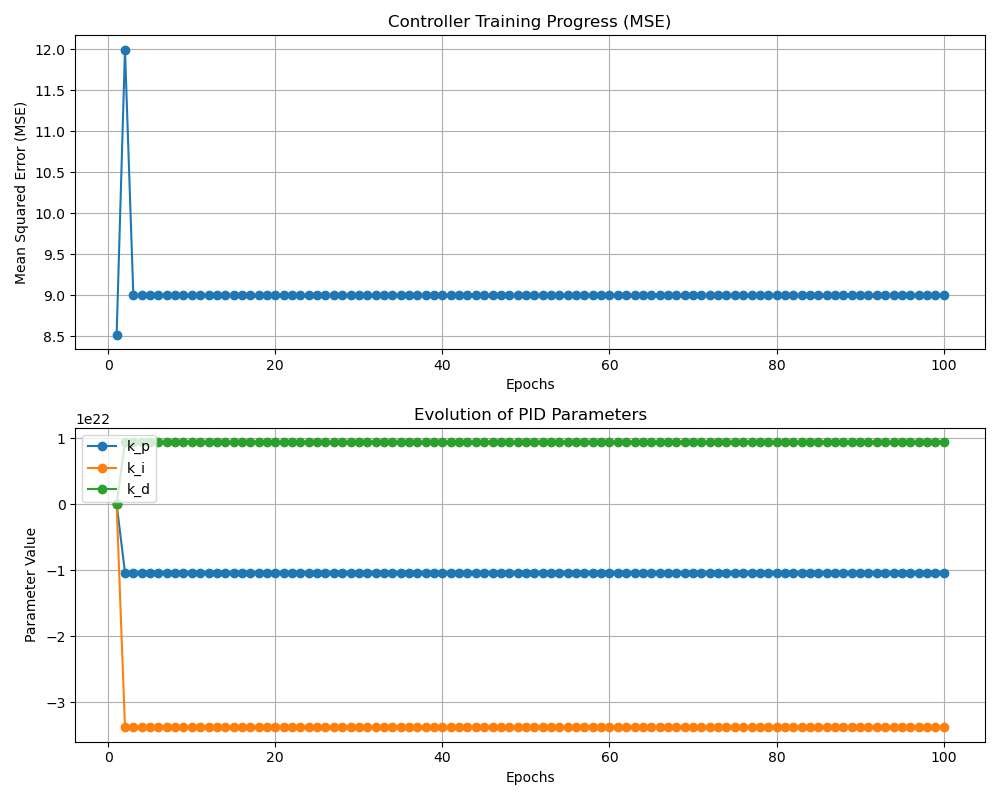 Controller Training Progress (MSE)
12.0
11.5
11.0
10.5
10.0
9.5
9.0
8.5
Mean Squared Error (MSE)
0 20 40 60 80 100
Epochs
Evolution of PID Parameters
1e22
1
0
−1
−2
−3
Parameter Value
k_p
k_i
k_d
0 20 40 60 80 100
Epochs